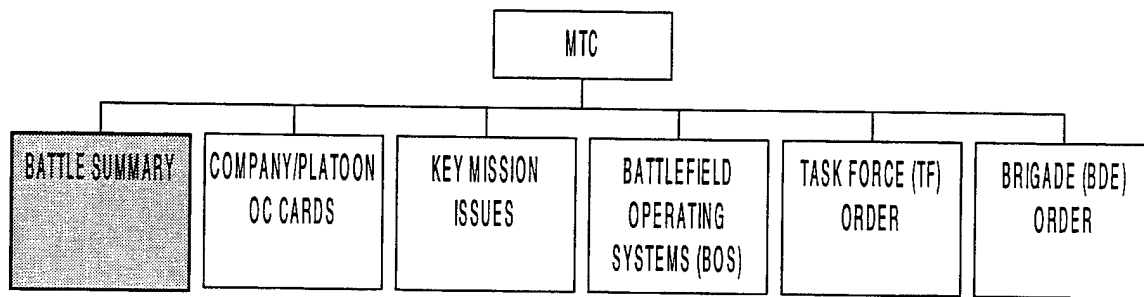 MTC
BATTLE SUMMARY
COMPANY/PLATOON
OC CARDS
KEY MISSION
ISSUES
BATTLEFIELD
OPERATING
SYSTEMS (BOS)
TASK FORCE (TF)
ORDER
BRIGADE (BDE)
ORDER